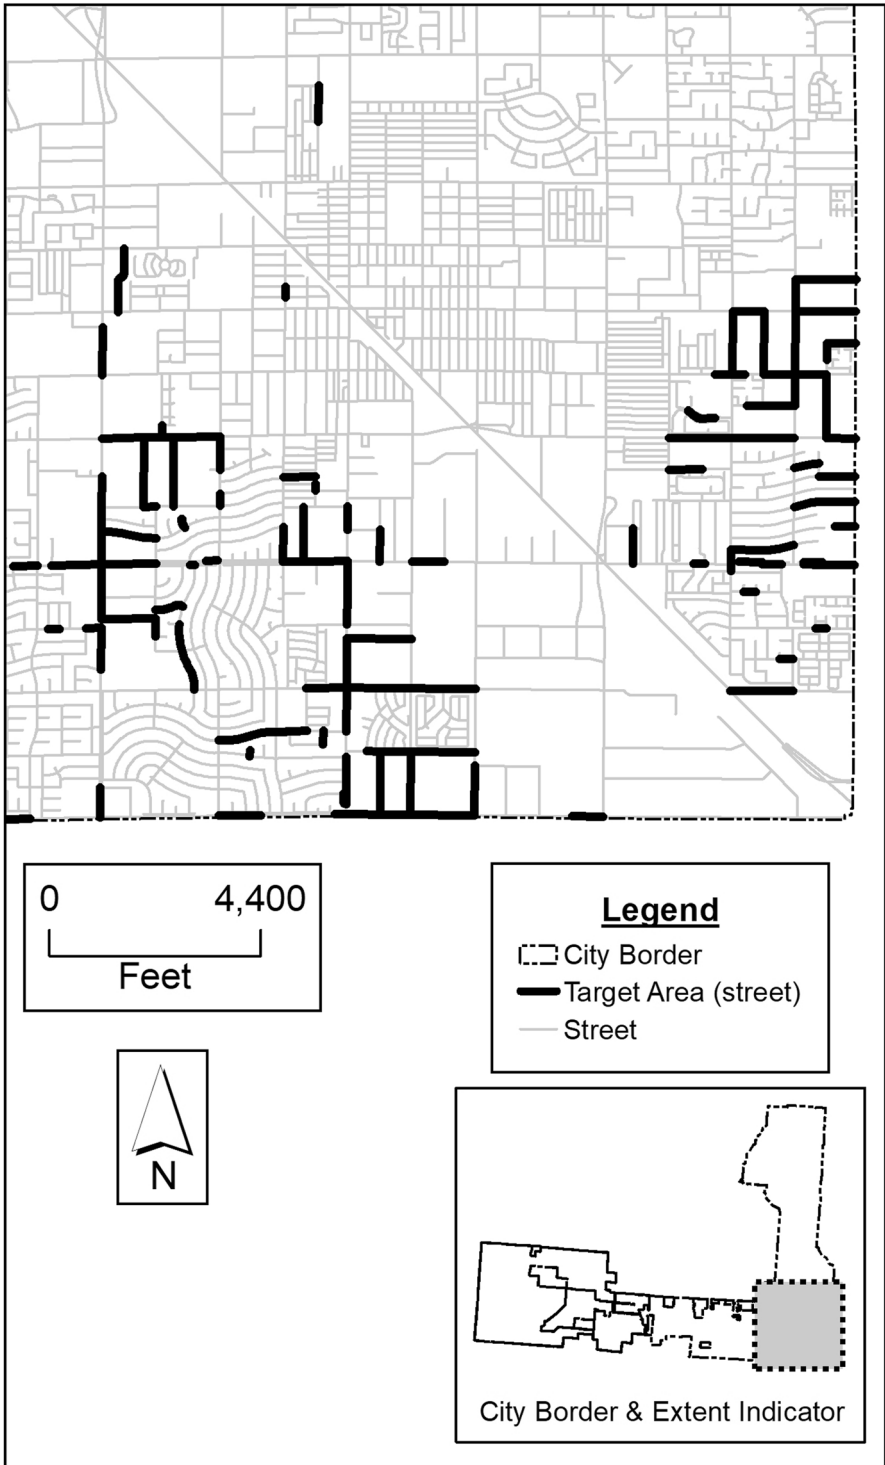 0 4,400
Feet
N
Legend
City Border
Target Area (street)
Street
City Border & Extent Indicator